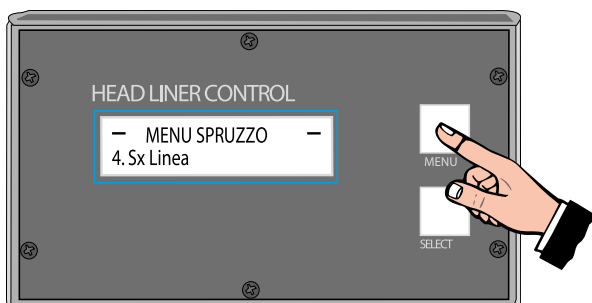 HEAD LINER CONTROL
– MENU SPRUZZO –
4. Sx Linea
MENU
SELECT